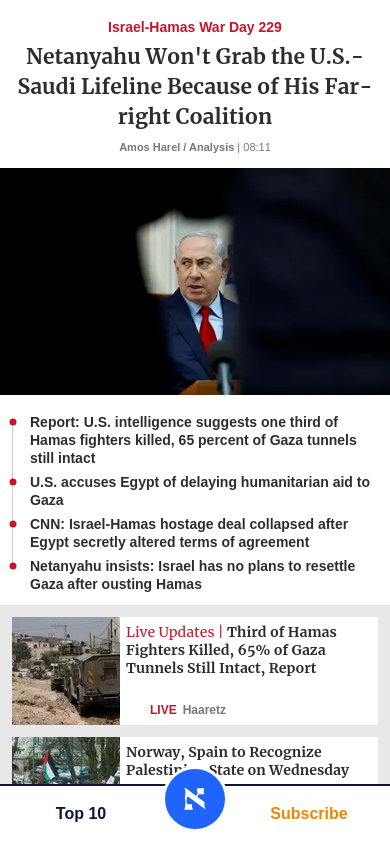 Israel-Hamas War Day 229
Netanyahu Won't Grab the U.S.-
Saudi Lifeline Because of His Far-
right Coalition
Amos Harel / Analysis | 08:11
Report: U.S. intelligence suggests one third of
Hamas fighters killed, 65 percent of Gaza tunnels
still intact
U.S. accuses Egypt of delaying humanitarian aid to
Gaza
CNN: Israel-Hamas hostage deal collapsed after
Egypt secretly altered terms of agreement
Netanyahu insists: Israel has no plans to resettle
Gaza after ousting Hamas
Live Updates | Third of Hamas
Fighters Killed, 65% of Gaza
Tunnels Still Intact, Report
LIVE Haaretz
Norway, Spain to Recognize
State on Wednesday
Top 10
Subscribe